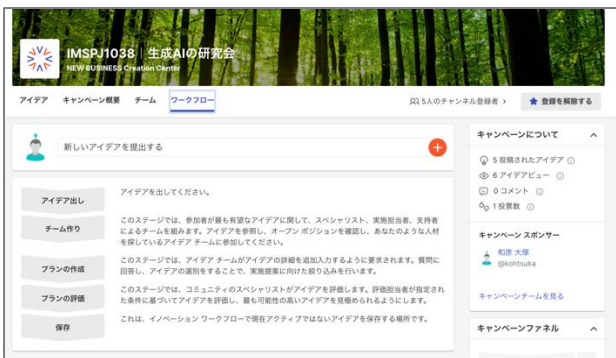 IMSPJ1038｜生成AIの研究会
NEW BUSINESS Creation Center
アイデア キャンペーン概要 チーム ワークフロー
5人のチャンネル登録者 ›
登録を解除する
新しいアイデアを提出する
アイデア出し
アイデアを出してください。
チーム作り
このステージでは、参加者が最も有望なアイデアに関して、スペシャリスト、実施担当者、支持者
によるチームを組みます。アイデアを参照し、オープン ポジションを確認し、あなたのような人材
を探しているアイデア チームに参加してください。
プランの作成
このステージでは、アイデア チームがアイデアの詳細を追加入力するように要求されます。質問に
回答し、アイデアの選別をすることで、実施提案に向けた絞り込みを行います。
プランの評価
このステージでは、コミュニティのスペシャリストがアイデアを評価します。評価担当者が指定され
た条件に基づいてアイデアを評価し、最も可能性の高いアイデアを見極められるようにします。
保存
これは、イノベーション ワークフローで現在アクティブではないアイデアを保存する場所です。
キャンペーンについて
5 投稿されたアイデア
6 アイデアビュー
0 コメント
1 投票数
キャンペーン スポンサー
和彦 大塚
@kohtsuka
キャンペーンチームを見る
キャンペーンファネル